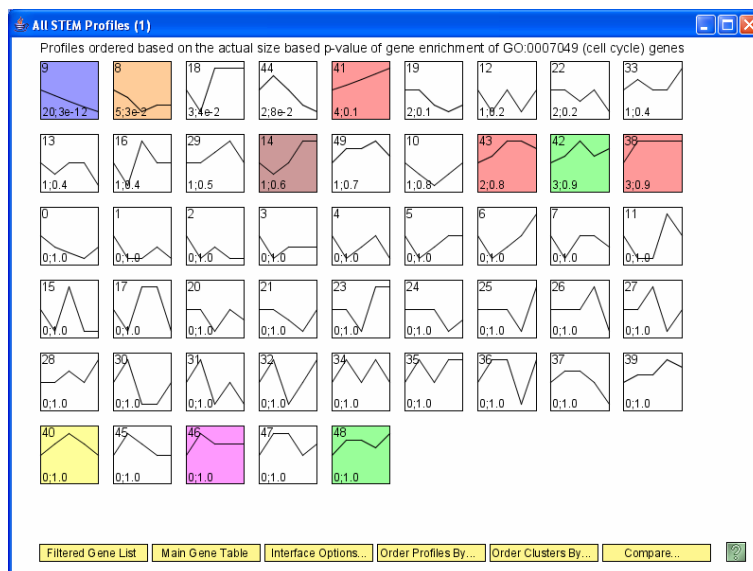 All STEM Profiles (1)
Profiles ordered based on the actual size based p-value of gene enrichment of GO:0007049 (cell cycle) genes
9 8 18 44 41 19 12 22 33
20;3e-12 5;3e-2 3;4e-2 2;8e-2 4;0.1 2;0.1 1;0.2 2;0.2 1;0.4
13 16 29 14 49 10 43 42 38
1;0.4 1;0.4 1;0.5 1;0.6 1;0.7 1;0.8 2;0.8 3;0.9 3;0.9
0 1 2 3 4 5 6 7 11
0;1.0 0;1.0 0;1.0 0;1.0 0;1.0 0;1.0 0;1.0 0;1.0 0;1.0
15 17 20 21 23 24 25 26 27
0;1.0 0;1.0 0;1.0 0;1.0 0;1.0 0;1.0 0;1.0 0;1.0 0;1.0
28 30 31 32 34 35 36 37 39
0;1.0 0;1.0 0;1.0 0;1.0 0;1.0 0;1.0 0;1.0 0;1.0 0;1.0
40 45 46 47 48
0;1.0 0;1.0 0;1.0 0;1.0 0;1.0
Filtered Gene List Main Gene Table Interface Options... Order Profiles By... Order Clusters By... Compare... ?